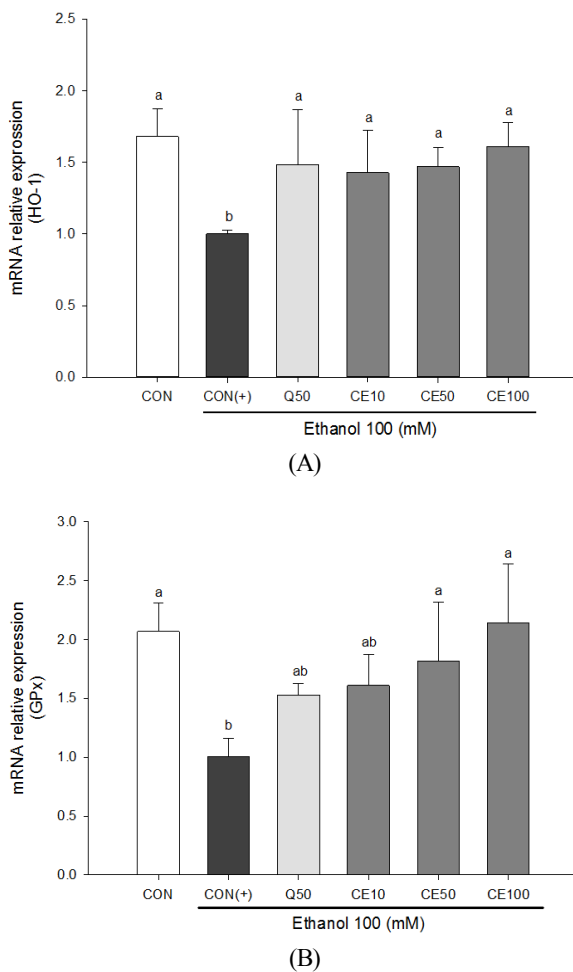 2.5
2.0
1.5
1.0
0.5
0.0
mRNA relative exprossion
(HO-1)
a
b
a
a
a
a
CON
CON(+)
Q50
CE10
CE50
CE100
Ethanol 100 (mM)
(A)
3.0
2.5
2.0
1.5
1.0
0.5
0.0
mRNA relative expression
(GPx)
a
b
ab
ab
a
a
CON
CON(+)
Q50
CE10
CE50
CE100
Ethanol 100 (mM)
(B)